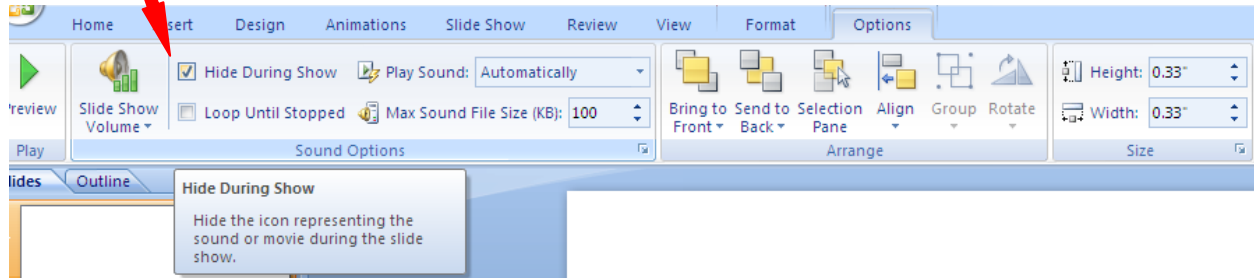 Home sert Design Animations Slide Show Review View Format Options
Hide During Show Play Sound: Automatically
Height: 0.33"
Preview
Slide Show Volume
Loop Until Stopped Max Sound File Size (KB): 100
Bring to Front
Send to Back
Selection Pane
Align
Group
Rotate
Width: 0.33"
Play Sound Options Arrange Size
lides Outline
Hide During Show
Hide the icon representing the
sound or movie during the slide
show.